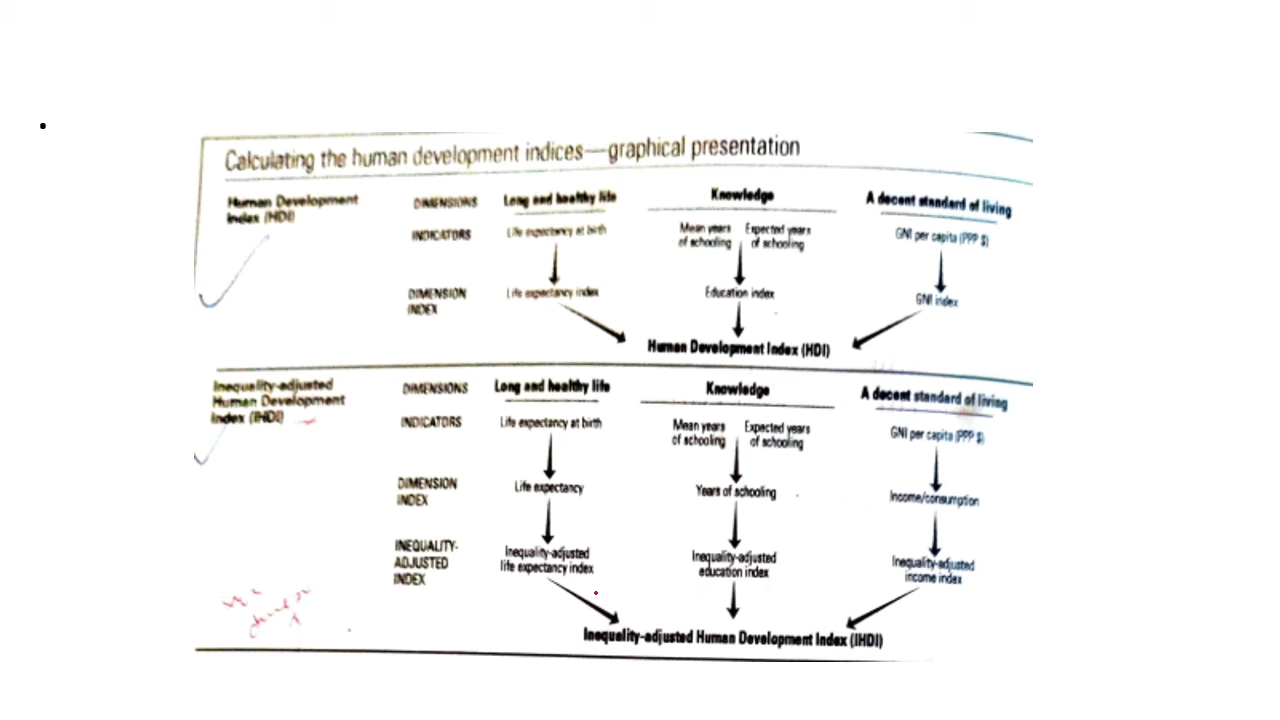 Calculating the human development indices—graphical presentation
Human Development
Index (HDI)
DIMENSIONS Long and healthy life Knowledge A decent standard of living
INDICATORS Life expectancy at birth Mean years Expected years GNI per capita (PPP $)
of schooling of schooling
DIMENSION
INDEX
Life expectancy index Education index GNI index
Human Development Index (HDI)
Inequality-adjusted
Human Development
Index (IHDI)
DIMENSIONS Long and healthy life Knowledge A decent standard of living
INDICATORS Life expectancy at birth Mean years Expected years GNI per capita (PPP $)
of schooling of schooling
DIMENSION
INDEX
Life expectancy Years of schooling Income/consumption
INEQUALITY-
ADJUSTED
INDEX
Inequality-adjusted Inequality-adjusted Inequality-adjusted
life expectancy index education index income index
Inequality-adjusted Human Development Index (IHDI)